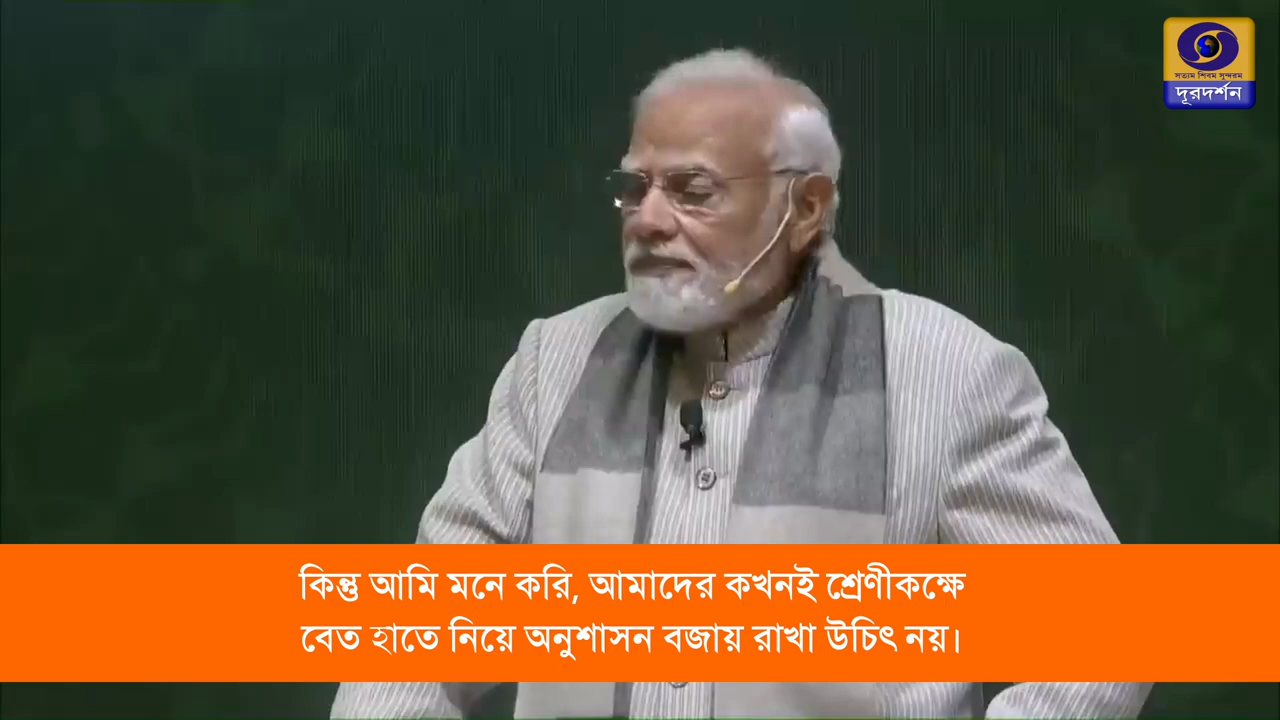 সত্যম শিবম সুন্দরম
দূরদর্শন
কিন্তু আমি মনে করি, আমাদের কখনই শ্রেণীকক্ষে
বেত হাতে নিয়ে অনুশাসন বজায় রাখা উচিৎ নয়।